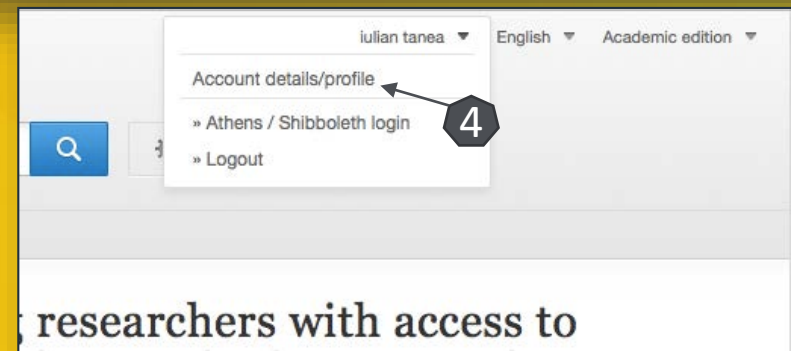 iulian tanea ▼ English ▼ Academic edition ▼
Account details/profile
4
» Athens / Shibboleth login
» Logout
researchers with access to